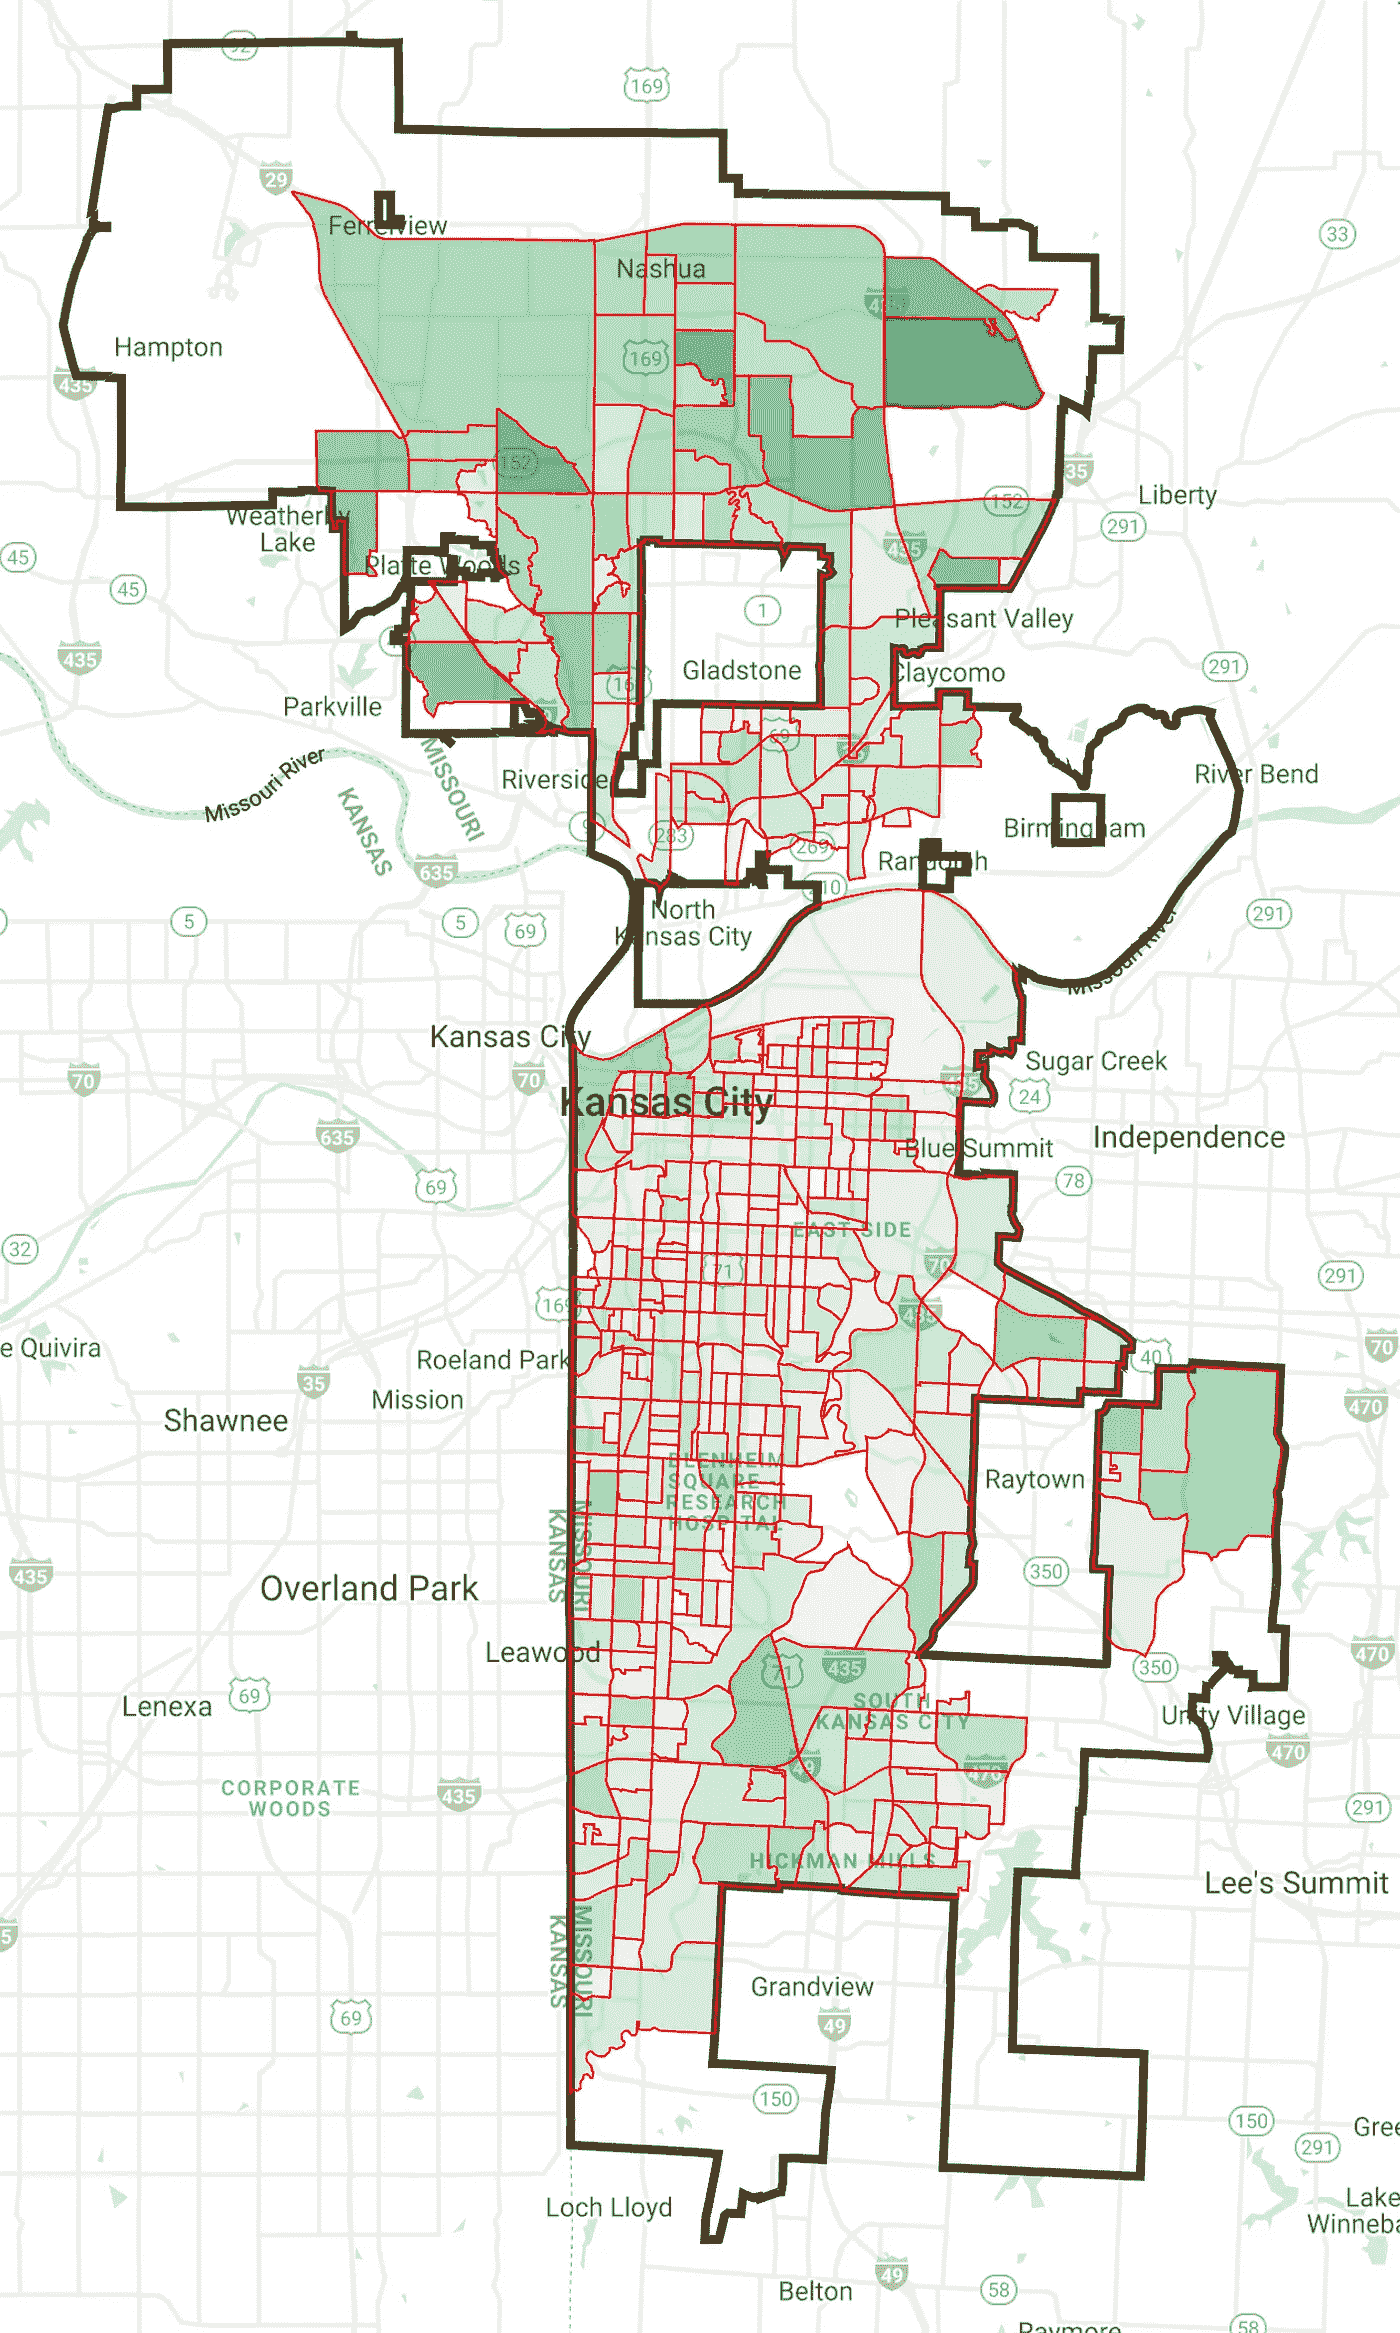 92
169
29
Ferrelview
33
Nashua
435
169
Hampton
435
152
35
Liberty
152
291
Weatherby
Lake
435
45
Platte Woods
45
1
Pleasant Valley
435
Gladstone
Claycomo
291
169
Parkville
69
Missouri River
MISSOURI
KANSAS
Riverside
River Bend
9
283
Birmingham
269
Randolph
635
210
North
Kansas City
5
5
69
291
Missouri River
Kansas City
Sugar Creek
70
70
435
24
Kansas City
635
Independence
Blue Summit
69
78
EAST SIDE
32
70
71
291
169
435
e Quivira
Roeland Park
40
70
35
Mission
470
Shawnee
BLENHEIM
SQUARE -
RESEARCH
HOSPITAL
Raytown
MISSOURI
KANSAS
435
350
Overland Park
Leawood
71
435
350
470
69
Lenexa
SOUTH
KANSAS CITY
Unity Village
470
49
470
CORPORATE
WOODS
435
291
HICKMAN HILLS
Lee's Summit
MISSOURI
KANSAS
5
Grandview
69
49
150
150
291
Gree
Loch Lloyd
Lake
Winneba
49
Belton
58
Raymore
58